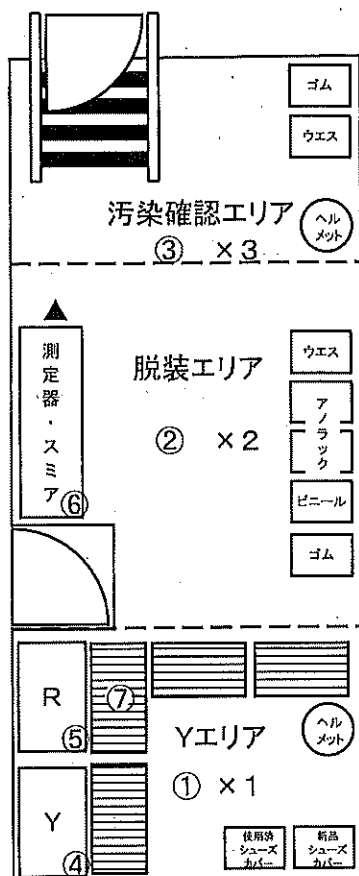 ゴム
ウエス
汚染確認エリア
ヘル
メット
③ ×3
測定器・スミア
⑥
脱装エリア
② ×2
ウエス
アノラック
ビニール
ゴム
R
⑤
⑦
Yエリア
ヘル
メット
① ×1
Y
④
使用済
シューズ
カバー
新品
シューズ
カバー